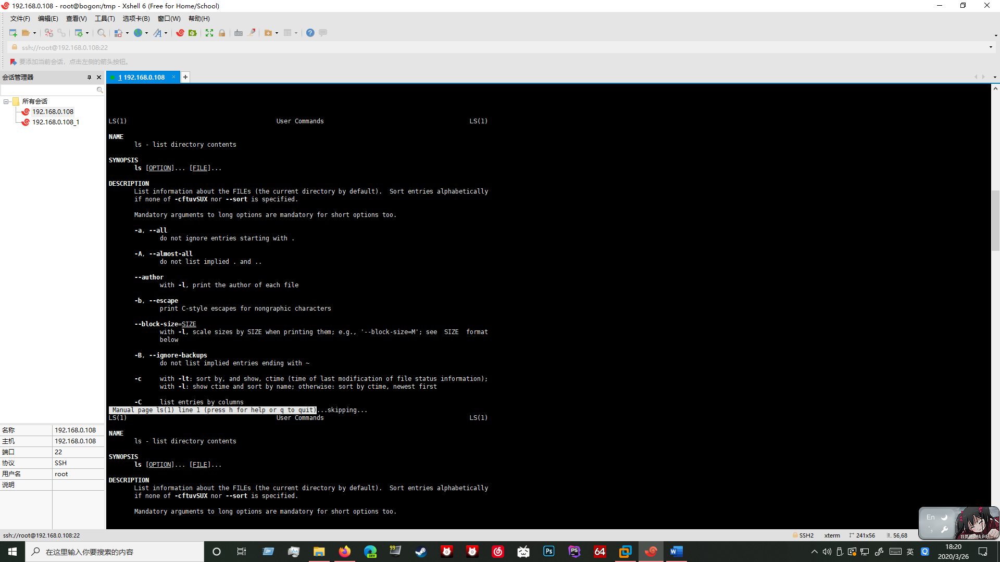 192.168.0.108 - root@bogon:/tmp - Xshell 6 (Free for Home/School)
文件(F) 编辑(E) 查看(V) 工具(T) 选项卡(B) 窗口(W) 帮助(H)
ssh://root@192.168.0.108:22
要添加当前会话，点击左侧的箭头按钮。
会话管理器
1 192.168.0.108
所有会话
192.168.0.108
192.168.0.108_1
LS(1) User Commands LS(1)
NAME
ls - list directory contents
SYNOPSIS
ls [OPTION]... [FILE]...
DESCRIPTION
List information about the FILEs (the current directory by default). Sort entries alphabetically
if none of -cftuvSUX nor --sort is specified.
Mandatory arguments to long options are mandatory for short options too.
-a, --all
do not ignore entries starting with .
-A, --almost-all
do not list implied . and ..
--author
with -l, print the author of each file
-b, --escape
print C-style escapes for nongraphic characters
--block-size=SIZE
with -l, scale sizes by SIZE when printing them; e.g., '--block-size=M'; see SIZE format
below
-B, --ignore-backups
do not list implied entries ending with ~
-c with -lt: sort by, and show, ctime (time of last modification of file status information);
with -l: show ctime and sort by name; otherwise: sort by ctime, newest first
-C list entries by columns
Manual page ls(1) line 1 (press h for help or q to quit)...skipping...
LS(1) User Commands LS(1)
NAME
ls - list directory contents
SYNOPSIS
ls [OPTION]... [FILE]...
DESCRIPTION
List information about the FILEs (the current directory by default). Sort entries alphabetically
if none of -cftuvSUX nor --sort is specified.
Mandatory arguments to long options are mandatory for short options too.
名称 192.168.0.108
主机 192.168.0.108
端口 22
协议 SSH
用户名 root
说明
En
ssh://root@192.168.0.108:22
SSH2 xterm 241x56 56,68
在这里输入你要搜索的内容
DEV
99
Ps
PS
64
W
英
18:20
2020/3/26